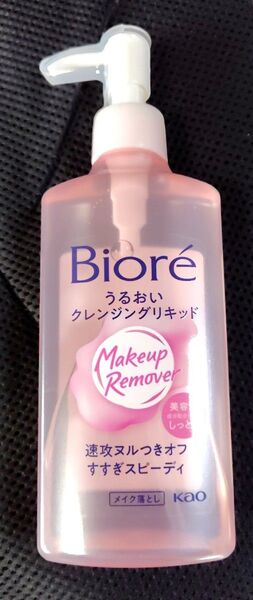 Bioré
うるおい
クレンジングリキッド
Makeup
Remover
美容
しっと
速攻ヌルつきオフ
すすぎスピーディ
メイク落とし
Kao